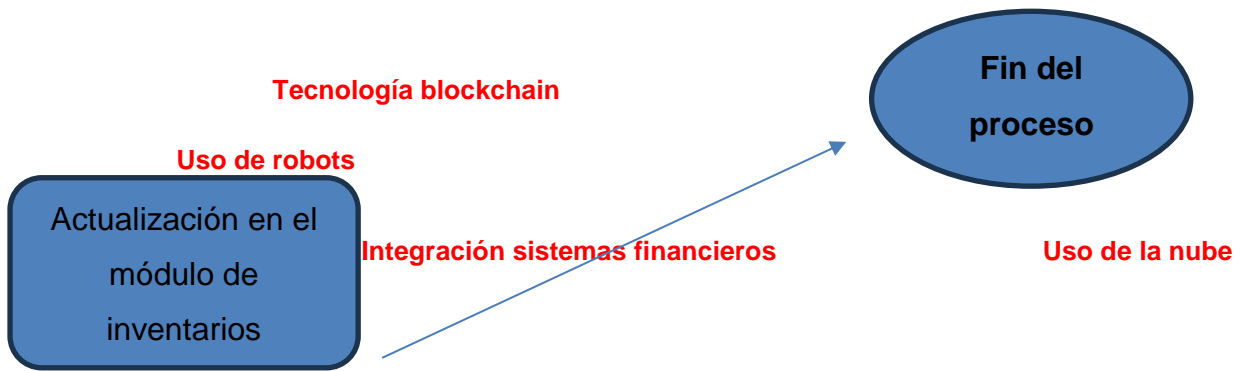 Fin del
proceso
Tecnología blockchain
Uso de robots
Actualización en el
módulo de
inventarios
Integración sistemas financieros
Uso de la nube